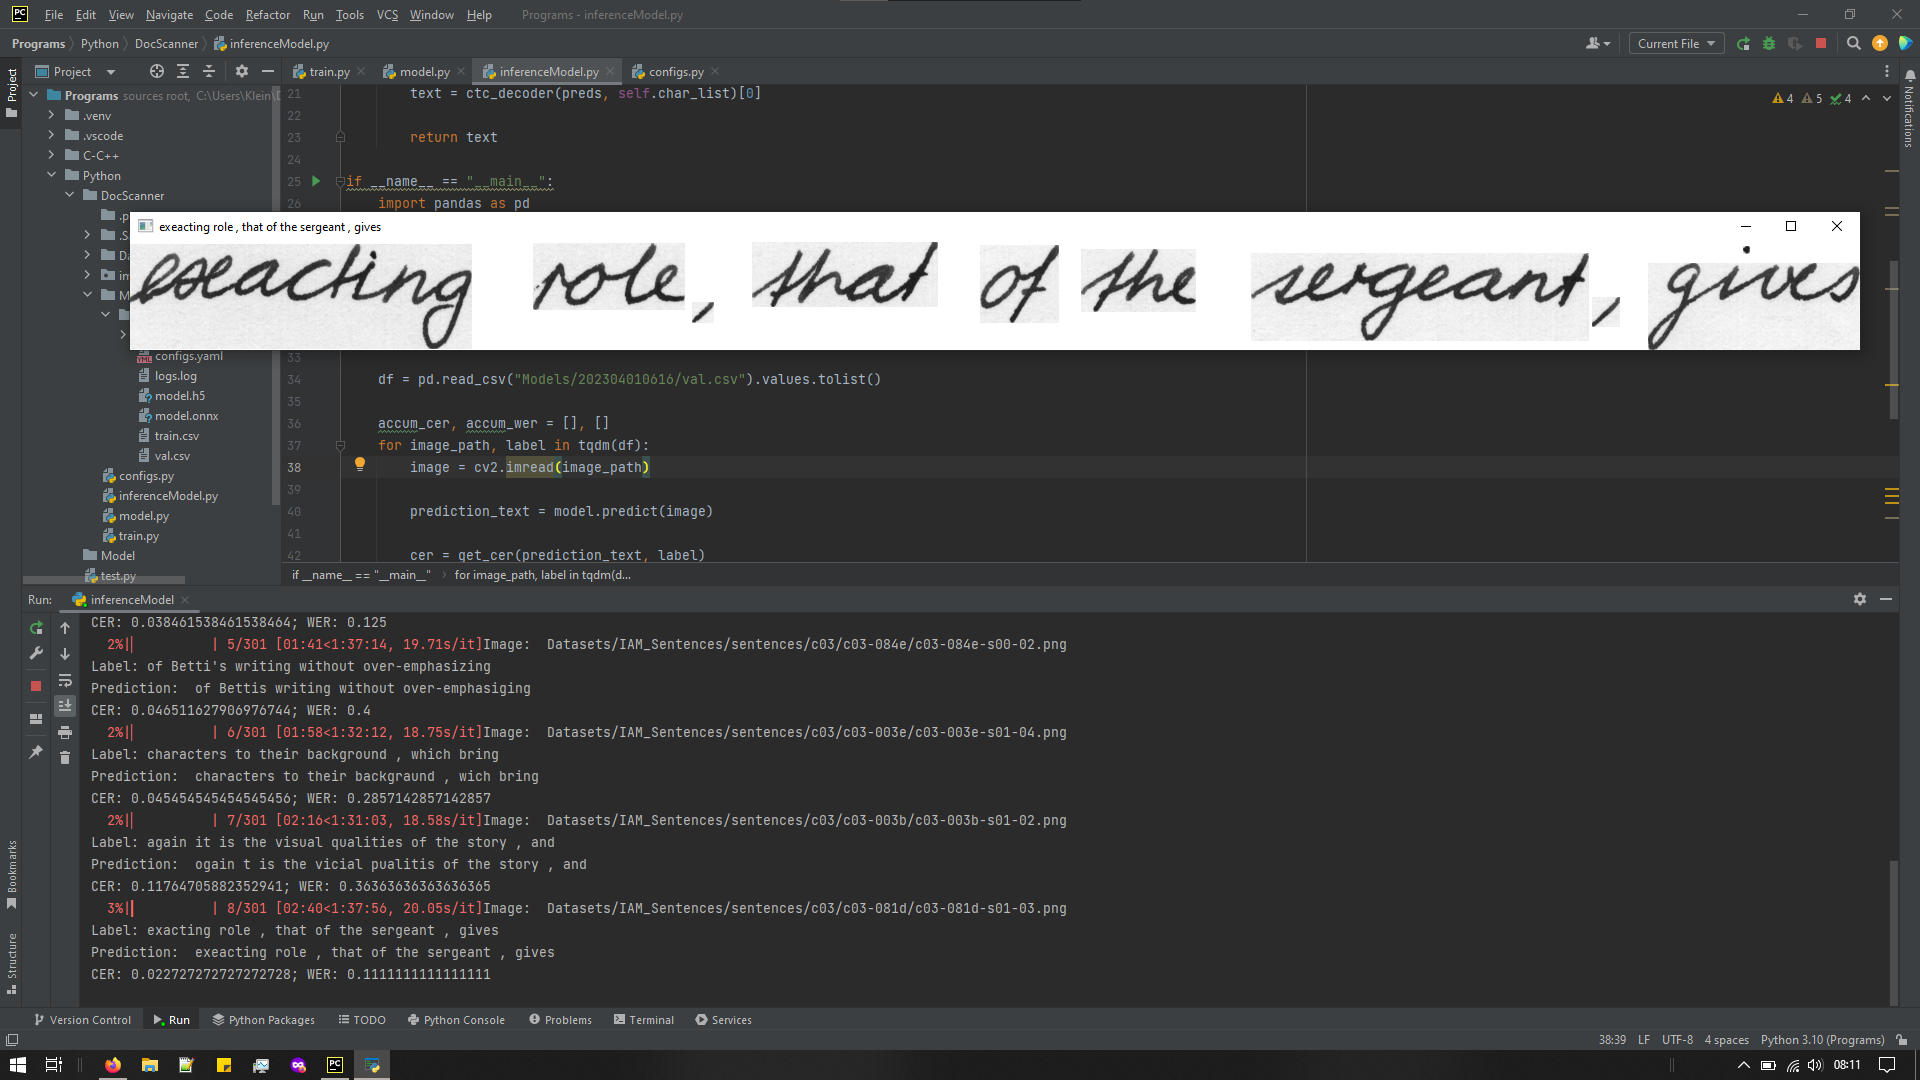 File Edit View Navigate Code Refactor Run Tools VCS Window Help Programs - inferenceModel.py
Programs Python DocScanner inferenceModel.py Current File
Project train.py model.py inferenceModel.py configs.py
Project
Notifications
Programs sources root, C:\Users\Klein\
.venv
.vscode
C-C++
Python
DocScanner
configs.yaml
logs.log
model.h5
model.onnx
train.csv
val.csv
configs.py
inferenceModel.py
model.py
train.py
Model
test.py
4 5 4
21 text = ctc_decoder(preds, self.char_list)[0]
22
23 return text
24
25 if __name__ == "__main__":
26 import pandas as pd
exeacting role , that of the sergeant , gives
exeacting role, that of the sergeant, gives
33
34 df = pd.read_csv("Models/202304010616/val.csv").values.tolist()
35
36 accum_cer, accum_wer = [], []
37 for image_path, label in tqdm(df):
38 image = cv2.imread(image_path)
39
40 prediction_text = model.predict(image)
41
42 cer = get_cer(prediction_text, label)
if __name__ == "__main__" for image_path, label in tqdm(d...
Run: inferenceModel
CER: 0.038461538461538464; WER: 0.125
2%| | 5/301 [01:41<1:37:14, 19.71s/it]Image: Datasets/IAM_Sentences/sentences/c03/c03-084e/c03-084e-s00-02.png
Label: of Betti's writing without over-emphasizing
Prediction: of Bettis writing without over-emphasiging
CER: 0.046511627906976744; WER: 0.4
2%| | 6/301 [01:58<1:32:12, 18.75s/it]Image: Datasets/IAM_Sentences/sentences/c03/c03-003e/c03-003e-s01-04.png
Label: characters to their background , which bring
Prediction: characters to their backgraund , wich bring
CER: 0.045454545454545456; WER: 0.2857142857142857
2%| | 7/301 [02:16<1:31:03, 18.58s/it]Image: Datasets/IAM_Sentences/sentences/c03/c03-003b/c03-003b-s01-02.png
Label: again it is the visual qualities of the story , and
Prediction: ogain t is the vicial pualitis of the story , and
CER: 0.11764705882352941; WER: 0.36363636363636365
3%| | 8/301 [02:40<1:37:56, 20.05s/it]Image: Datasets/IAM_Sentences/sentences/c03/c03-081d/c03-081d-s01-03.png
Label: exacting role , that of the sergeant , gives
Prediction: exeacting role , that of the sergeant , gives
CER: 0.022727272727272728; WER: 0.1111111111111111
Bookmarks
Structure
Version Control Run Python Packages TODO Python Console Problems Terminal Services
38:39 LF UTF-8 4 spaces Python 3.10 (Programs)
PC 08:11